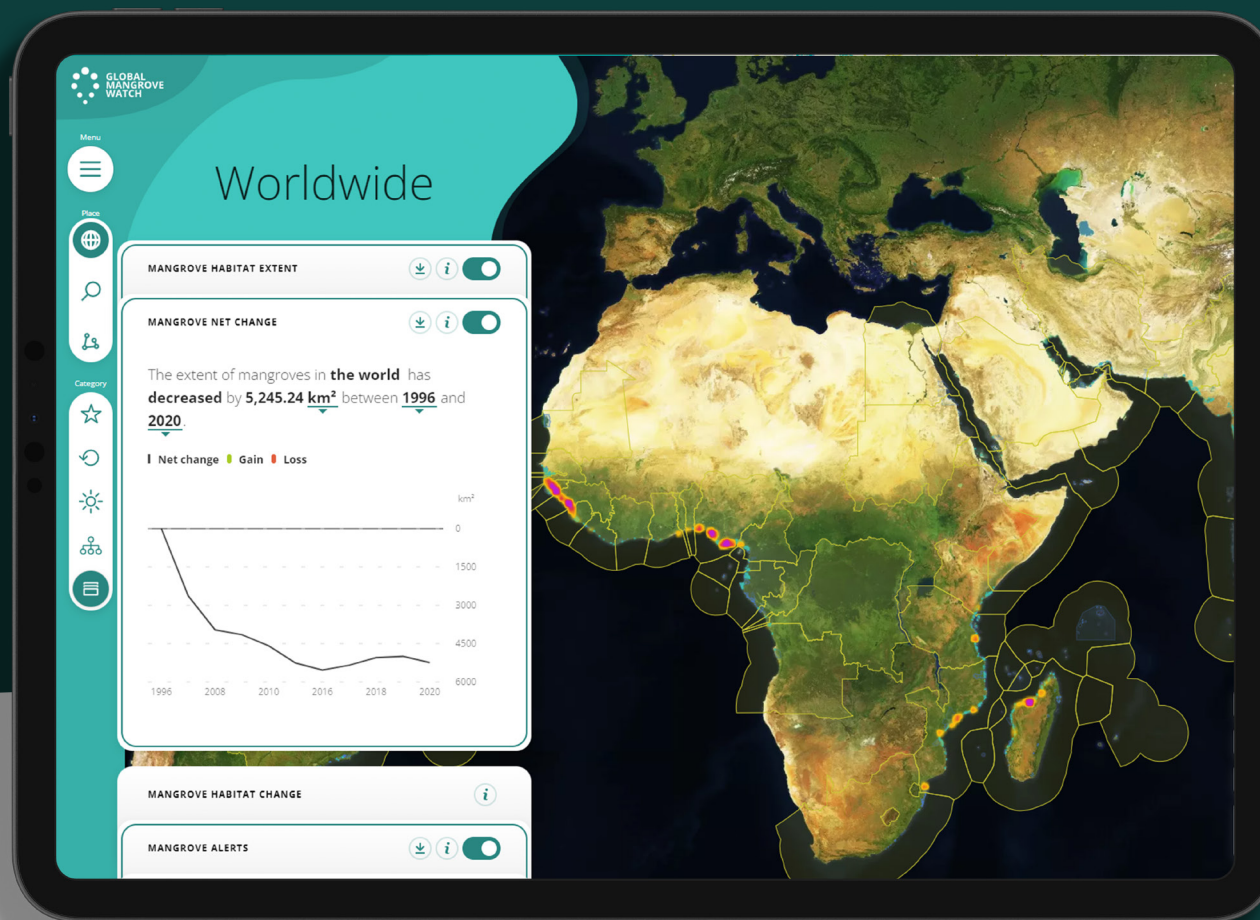 GLOBAL
MANGROVE
WATCH
Menu
Place
Category
Worldwide
MANGROVE HABITAT EXTENT
MANGROVE NET CHANGE
The extent of mangroves in the world has
decreased by 5,245.24 km² between 1996 and
2020.
Net change Gain Loss
km²
0
1500
3000
4500
6000
1996 2008 2010 2016 2018 2020
MANGROVE HABITAT CHANGE
MANGROVE ALERTS